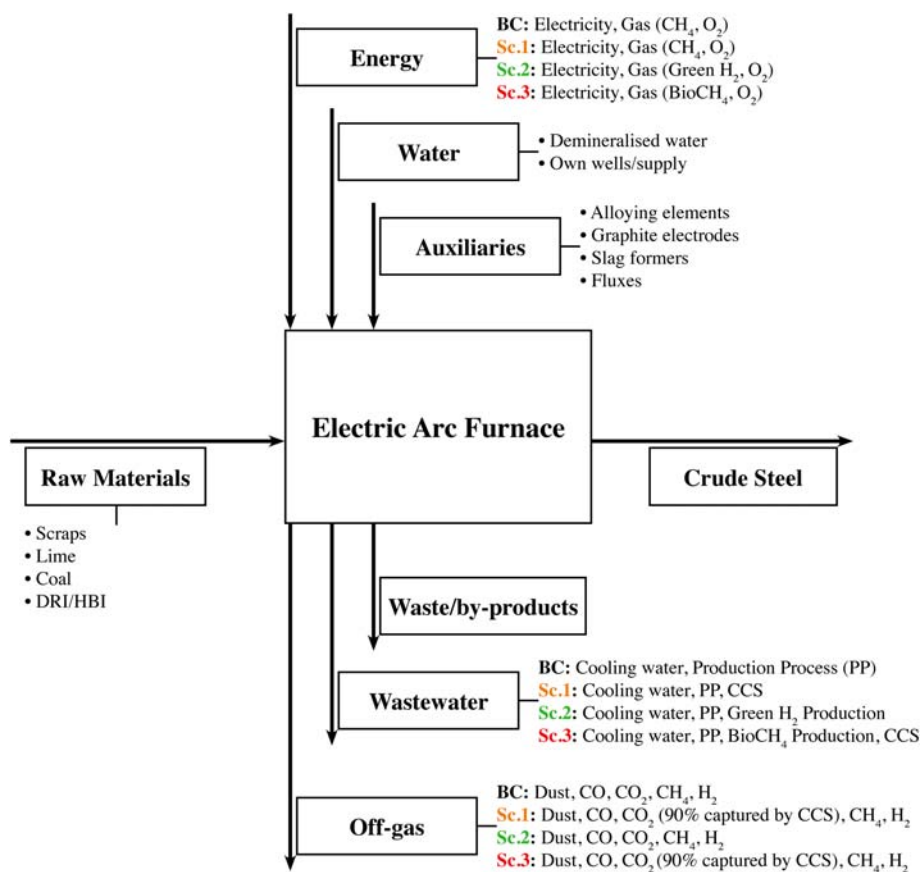 Energy
BC: Electricity, Gas (CH₄, O₂)
Sc.1: Electricity, Gas (CH₄, O₂)
Sc.2: Electricity, Gas (Green H₂, O₂)
Sc.3: Electricity, Gas (BioCH₄, O₂)
Water
• Demineralised water
• Own wells/supply
Auxiliaries
• Alloying elements
• Graphite electrodes
• Slag formers
• Fluxes
Electric Arc Furnace
Raw Materials
• Scraps
• Lime
• Coal
• DRI/HBI
Crude Steel
Waste/by-products
Wastewater
BC: Cooling water, Production Process (PP)
Sc.1: Cooling water, PP, CCS
Sc.2: Cooling water, PP, Green H₂ Production
Sc.3: Cooling water, PP, BioCH₄ Production, CCS
Off-gas
BC: Dust, CO, CO₂, CH₄, H₂
Sc.1: Dust, CO, CO₂ (90% captured by CCS), CH₄, H₂
Sc.2: Dust, CO, CO₂, CH₄, H₂
Sc.3: Dust, CO, CO₂ (90% captured by CCS), CH₄, H₂